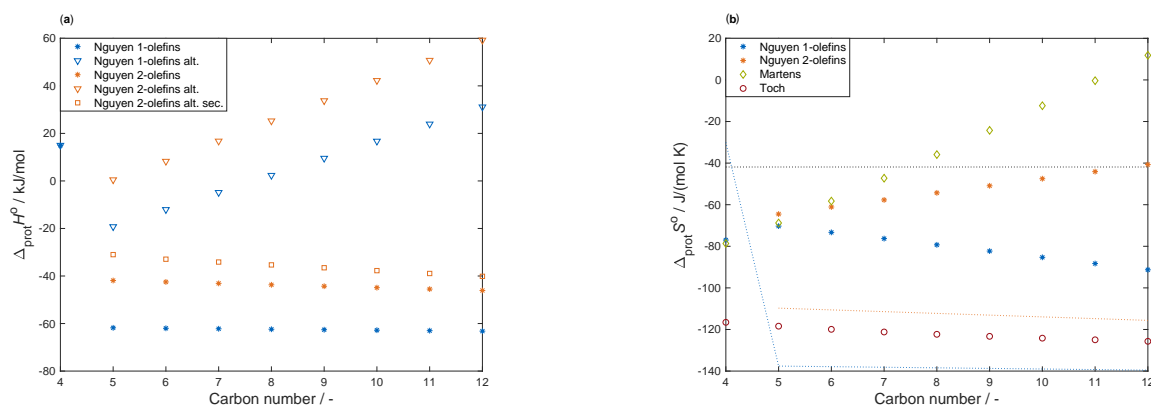 (a)
60
40
20
0
-20
-40
-60
-80
Δprot H° / kJ/mol
Nguyen 1-olefins
Nguyen 1-olefins alt.
Nguyen 2-olefins
Nguyen 2-olefins alt.
Nguyen 2-olefins alt. sec.
4 5 6 7 8 9 10 11 12
Carbon number / -
(b)
20
0
-20
-40
-60
-80
-100
-120
-140
Δprot S° / J/(mol K)
Nguyen 1-olefins
Nguyen 2-olefins
Martens
Toch
4 5 6 7 8 9 10 11 12
Carbon number / -